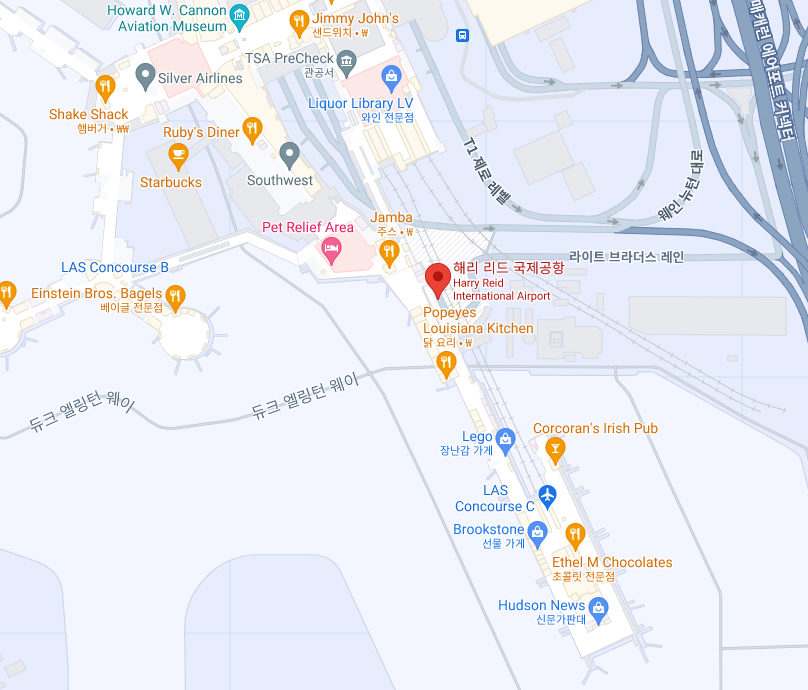 Howard W. Cannon
Aviation Museum
Jimmy John's
샌드위치 • ₩
TSA PreCheck
관공서
Silver Airlines
Liquor Library LV
와인 전문점
Shake Shack
햄버거 • ₩₩
Ruby's Diner
Starbucks
Southwest
T1 제로 레벨
매캐런 에어포트 커넥터
웨인 뉴턴 대로
Jamba
주스 • ₩
Pet Relief Area
라이트 브라더스 레인
LAS Concourse B
해리 리드 국제공항
Harry Reid
International Airport
Einstein Bros. Bagels
베이글 전문점
Popeyes
Louisiana Kitchen
닭 요리 • ₩
듀크 엘링턴 웨이
듀크 엘링턴 웨이
Lego
장난감 가게
Corcoran's Irish Pub
LAS
Concourse C
Brookstone
선물 가게
Ethel M Chocolates
초콜릿 전문점
Hudson News
신문가판대